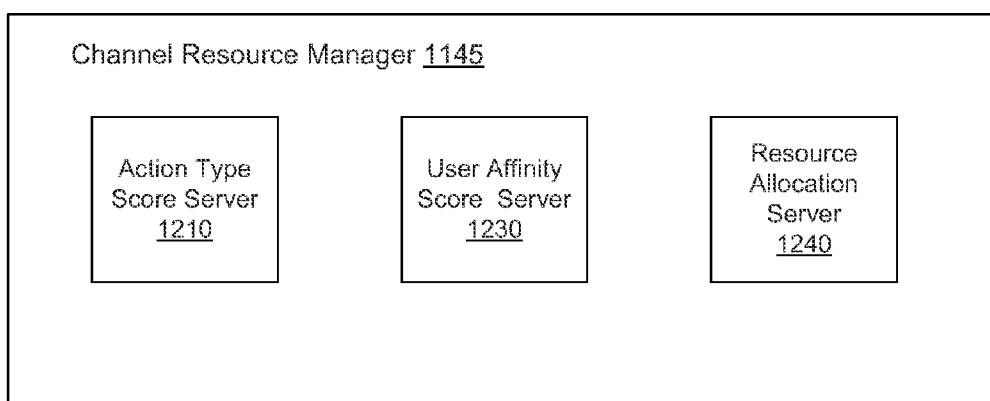 Channel Resource Manager 1145
Action Type
Score Server
1210
User Affinity
Score Server
1230
Resource
Allocation
Server
1240